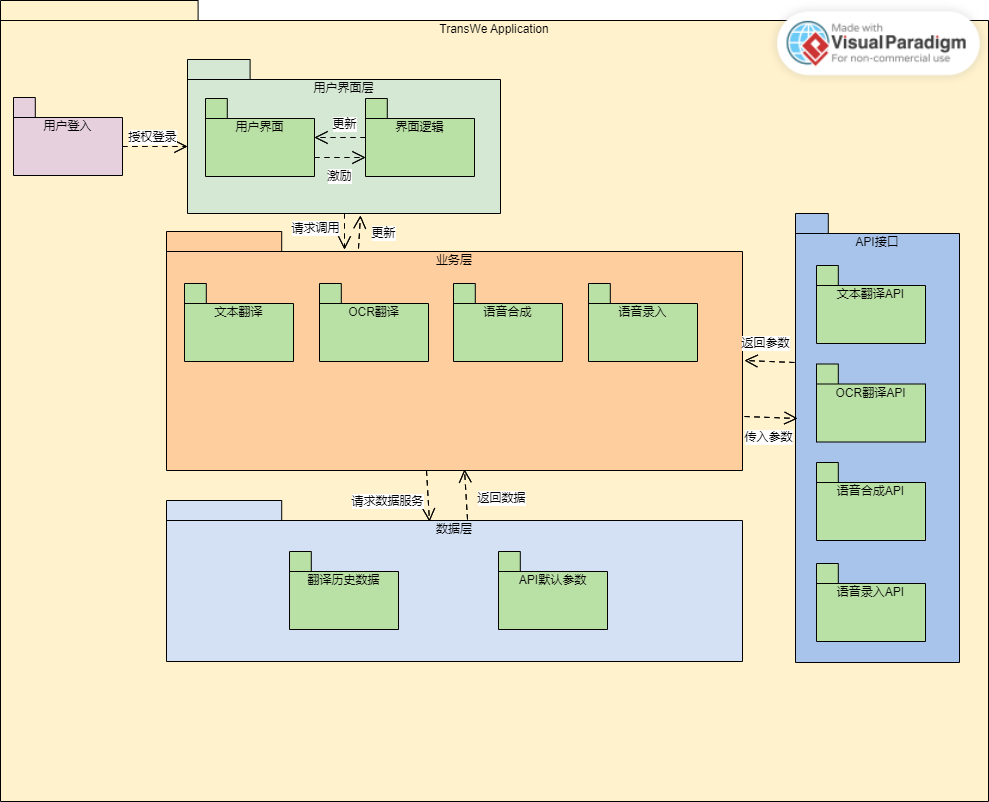 TransWe Application
Made with
VisualParadigm
For non-commercial use
用户界面层
用户登入
授权登录
用户界面
更新
界面逻辑
激励
请求调用
更新
业务层
文本翻译
OCR翻译
语音合成
语音录入
API接口
文本翻译API
返回参数
OCR翻译API
传入参数
语音合成API
请求数据服务
返回数据
数据层
翻译历史数据
API默认参数
语音录入API